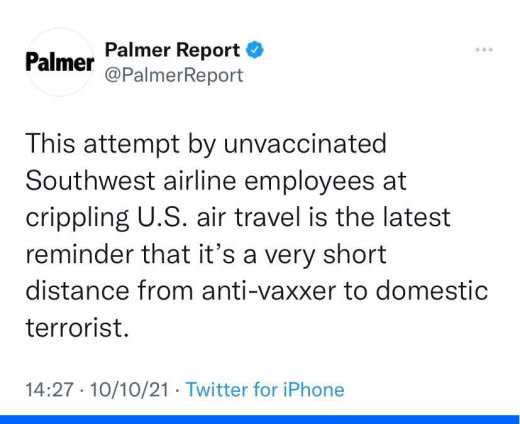 Palmer
Palmer Report
@PalmerReport
This attempt by unvaccinated
Southwest airline employees at
crippling U.S. air travel is the latest
reminder that it’s a very short
distance from anti-vaxxer to domestic
terrorist.
14:27 · 10/10/21 · Twitter for iPhone